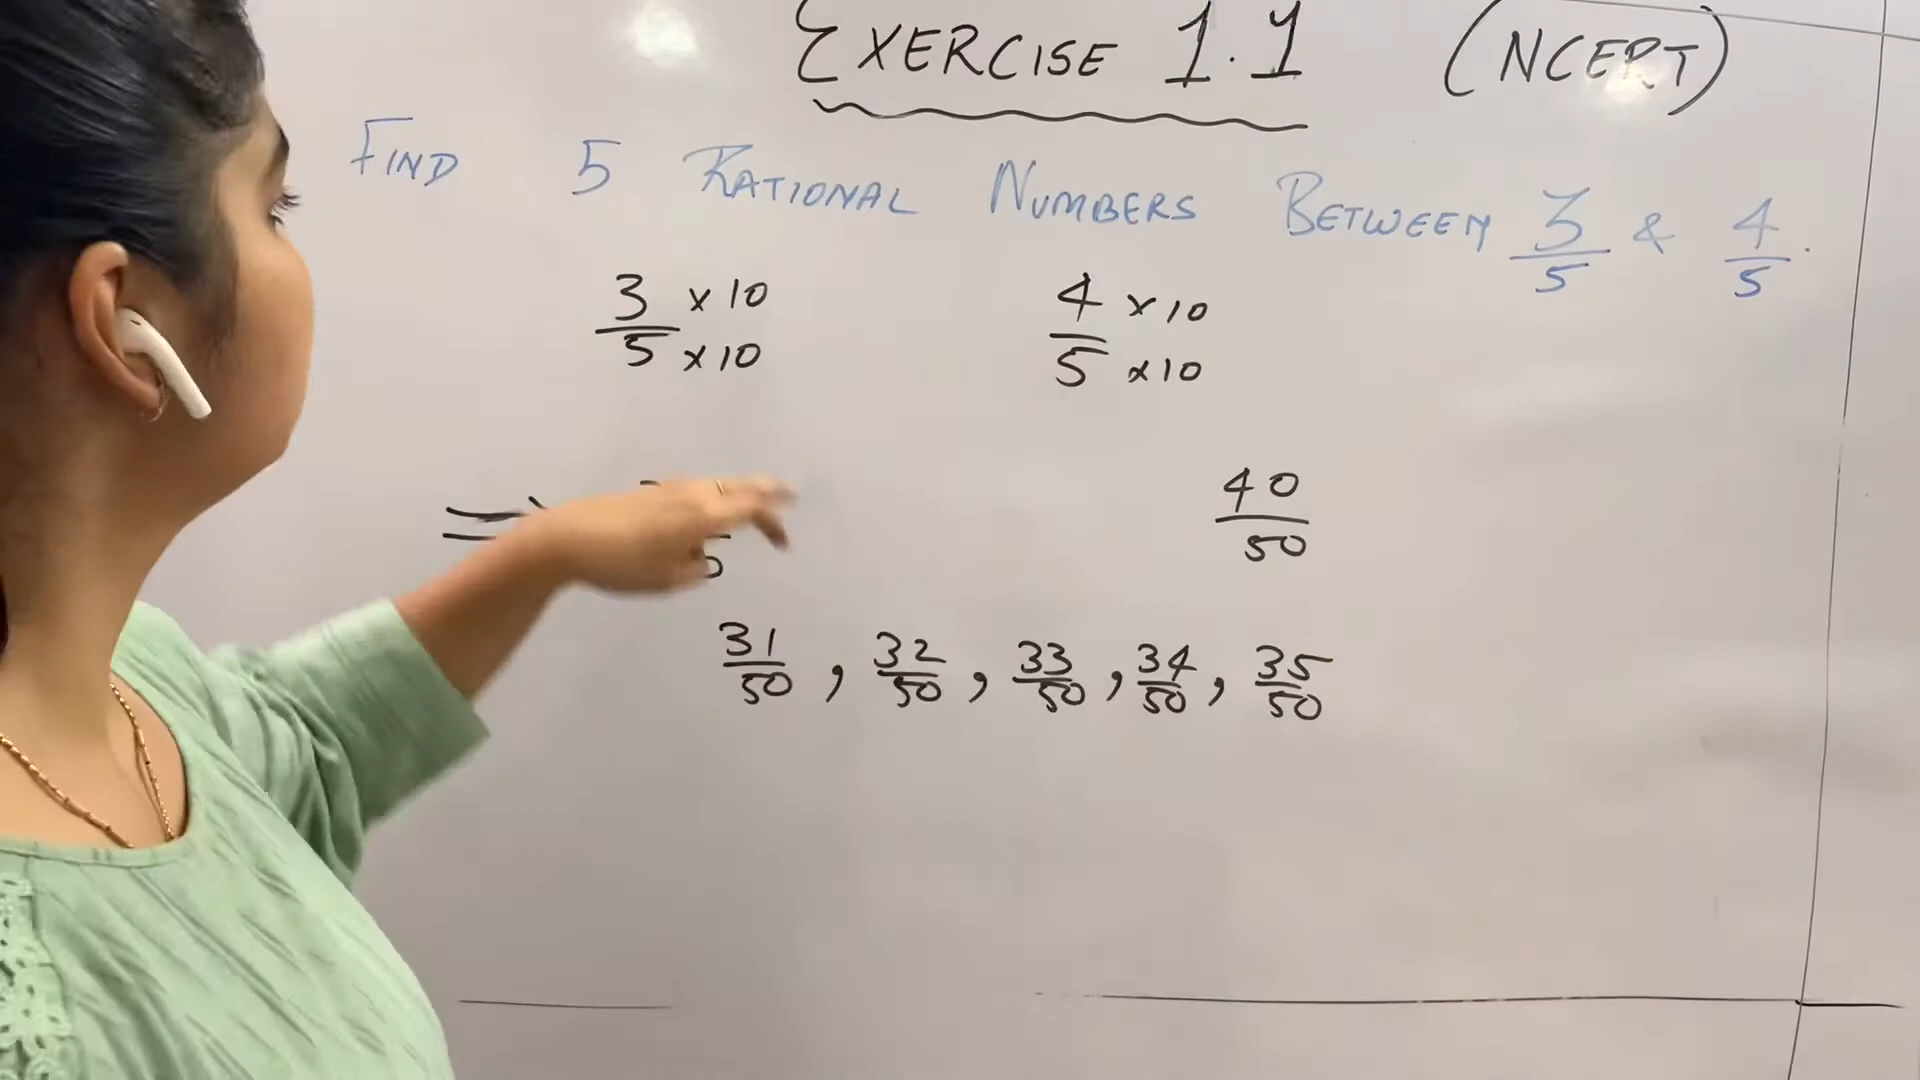 EXERCISE 1.1 (NCERT)
FIND 5 RATIONAL NUMBERS BETWEEN 3/5 & 4/5.
3 × 10 / 5 × 10 4 × 10 / 5 × 10
⇒ 40/50
31/50 , 32/50 , 33/50 , 34/50 , 35/50